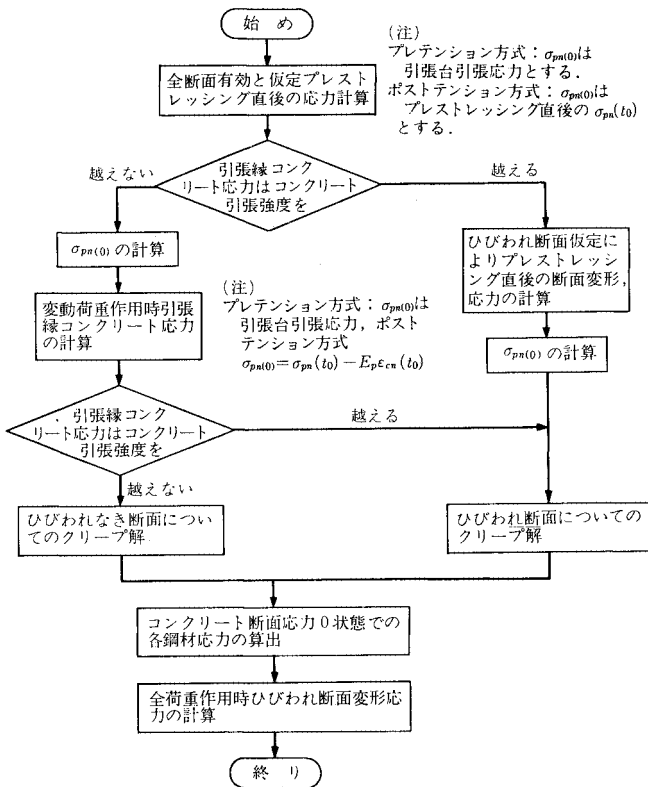 始め
(注)
プレテンション方式：σpn(0)は
引張台引張応力とする．
ポストテンション方式：σpn(0)は
プレストレッシング直後の σpn(t0)
とする．
全断面有効と仮定プレスト
レッシング直後の応力計算
引張縁コンク
リート応力はコンクリート
引張強度を
越えない
越える
σpn(0) の計算
ひびわれ断面仮定に
よりプレストレッシ
ング直後の断面変形,
応力の計算
変動荷重作用時引張
縁コンクリート応力
の計算
(注)
プレテンション方式：σpn(0)は
引張台引張応力，ポスト
テンション方式
σpn(0)=σpn(t0)−Epεcn(t0)
σpn(0) の計算
引張縁コンク
リート応力はコンクリート
引張強度を
越える
越えない
ひびわれなき断面につい
てのクリープ解
ひびわれ断面についての
クリープ解
コンクリート断面応力0状態での
各鋼材応力の算出
全荷重作用時ひびわれ断面変形応
力の計算
終り